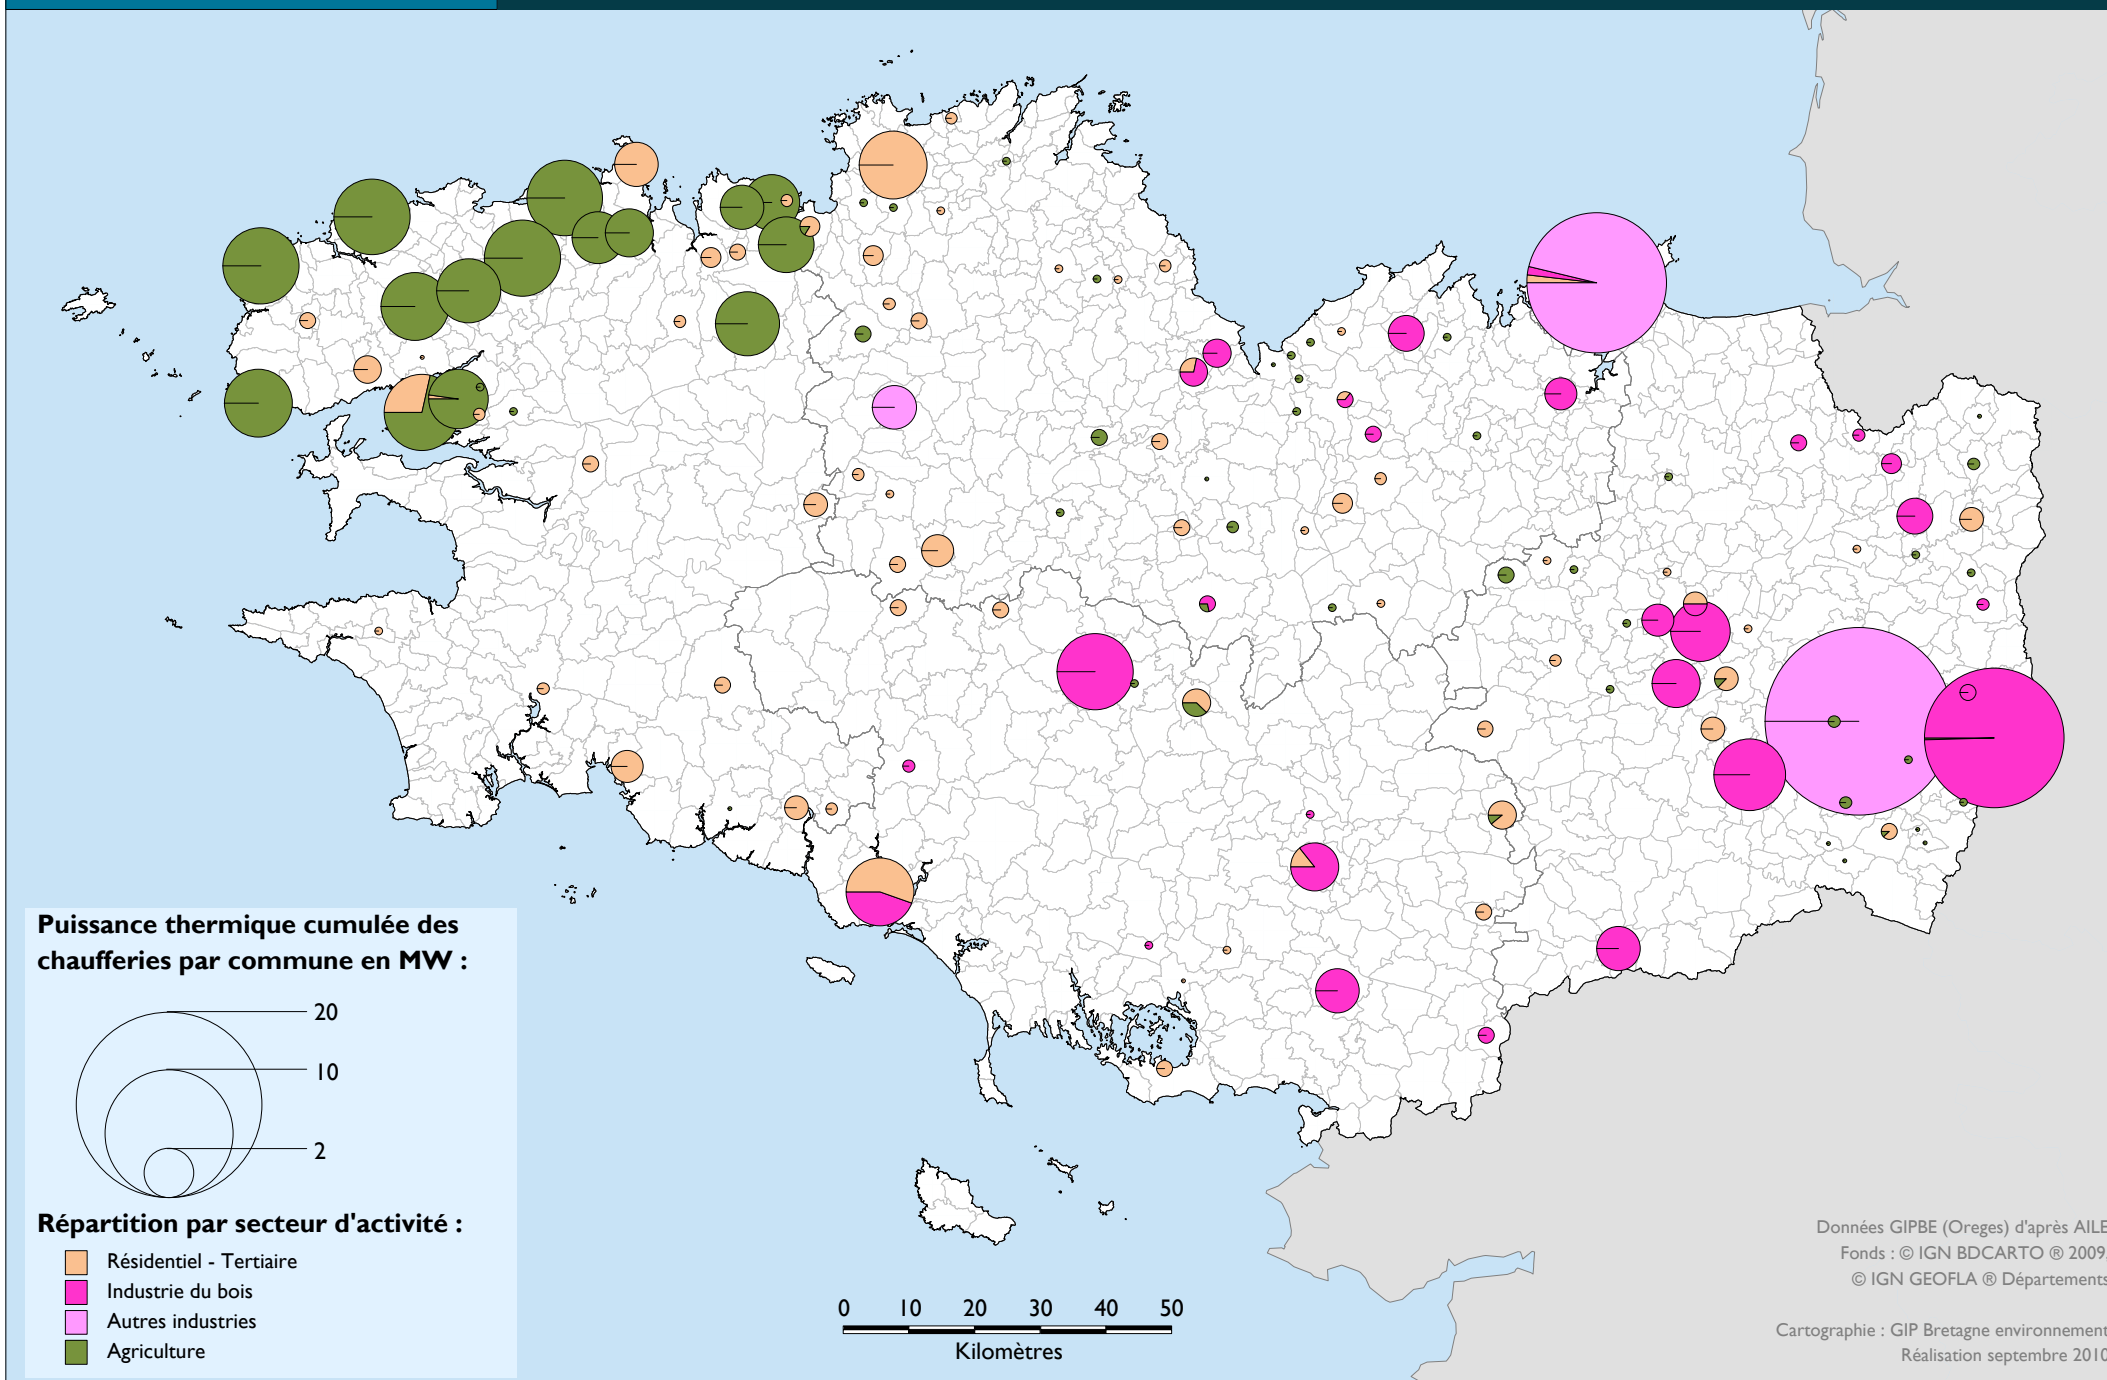 Puissance thermique cumulée des
chaufferies par commune en MW :
20
10
2
Répartition par secteur d'activité :
Résidentiel - Tertiaire
Industrie du bois
Autres industries
Agriculture
0 10 20 30 40 50
Kilomètres
Données GIPBE (Oreges) d'après AILE
Fonds : © IGN BDCARTO ® 2009.
© IGN GEOFLA ® Départements
Cartographie : GIP Bretagne environnement
Réalisation septembre 2010